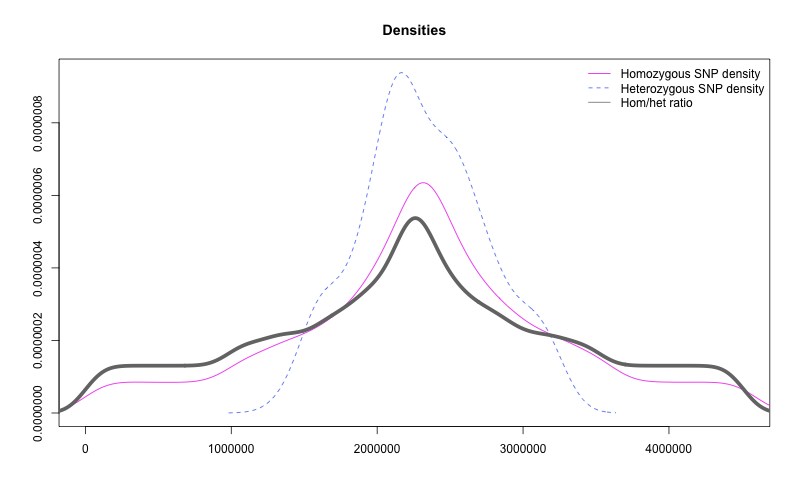 Densities
Homozygous SNP density
Heterozygous SNP density
Hom/het ratio
0.0000008
0.0000006
0.0000004
0.0000002
0.0000000
0 1000000 2000000 3000000 4000000